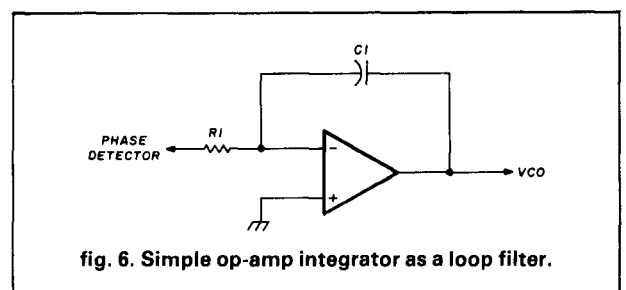 C1
R1
PHASE
DETECTOR
VCO
-
+
fig. 6. Simple op-amp integrator as a loop filter.